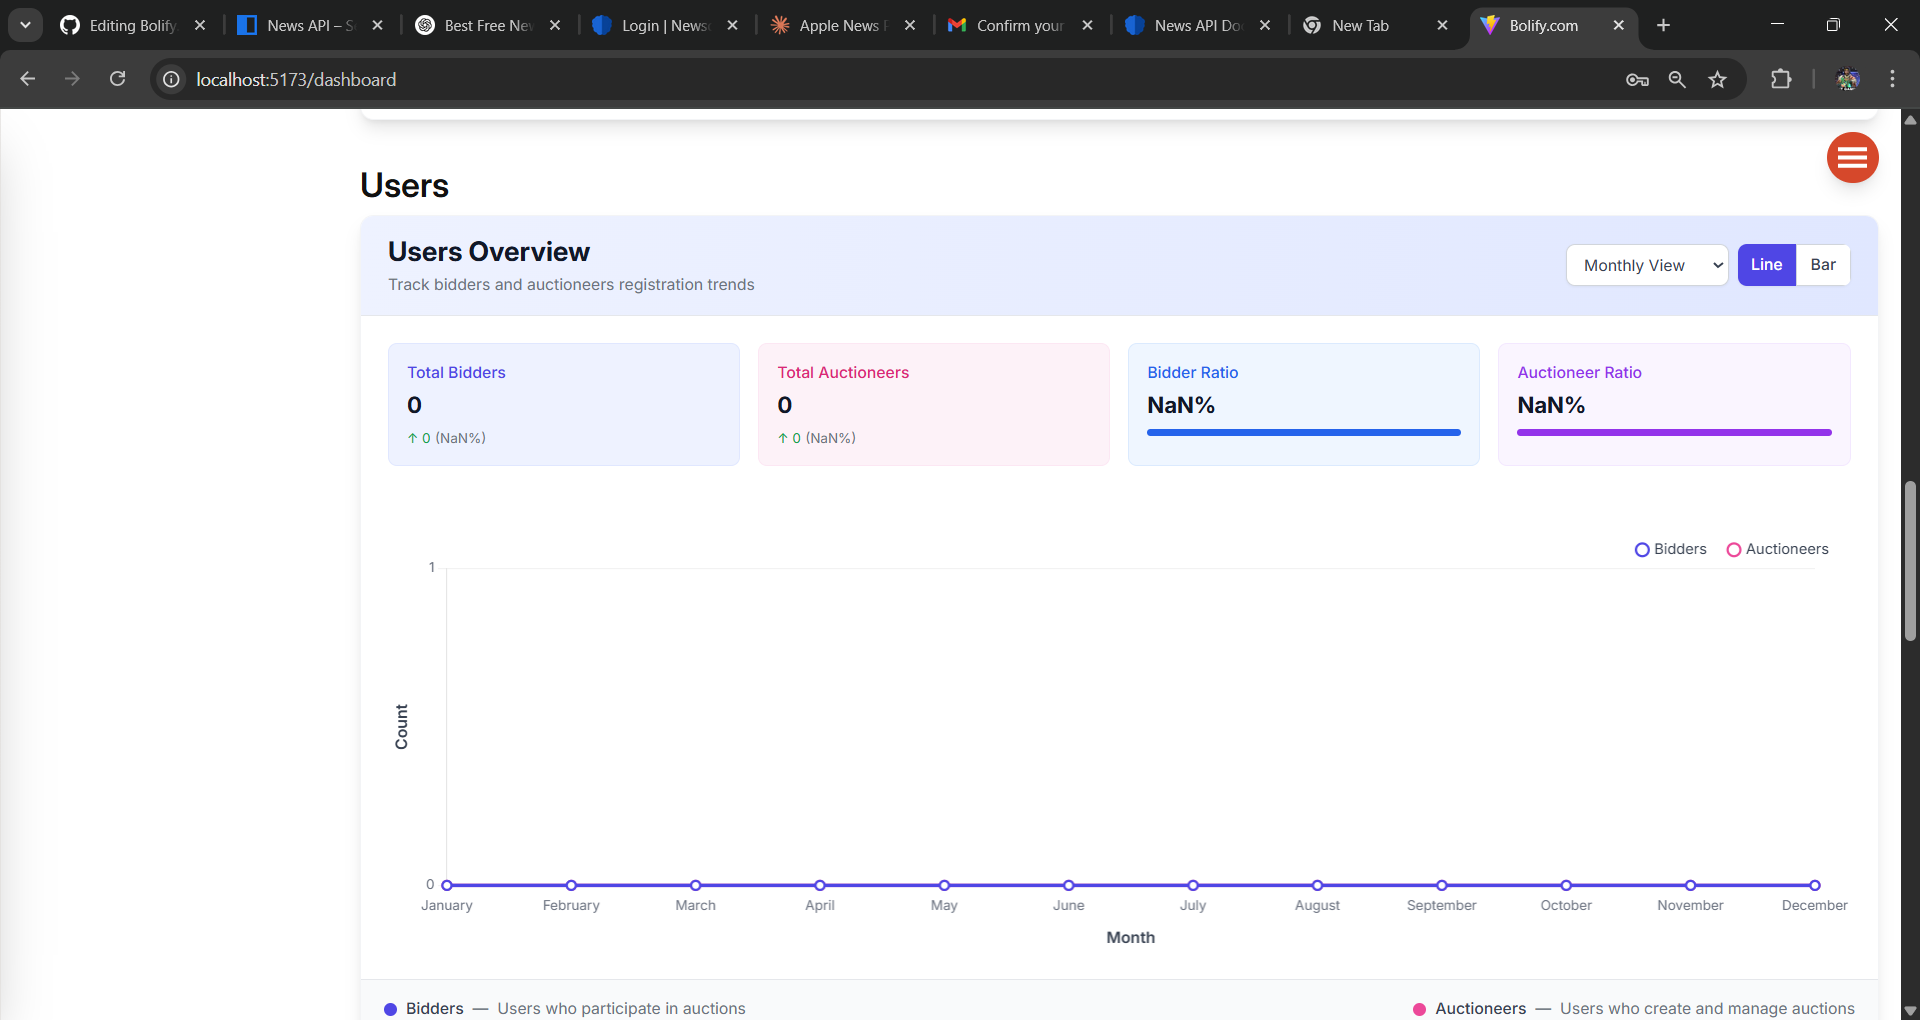 Editing Bolify
News API – S
Best Free Nev
Login | Newsc
Apple News
Confirm your
News API Do
New Tab
Bolify.com
localhost:5173/dashboard
Users
Users Overview
Track bidders and auctioneers registration trends
Monthly View
Line
Bar
Total Bidders
0
↑ 0 (NaN%)
Total Auctioneers
0
↑ 0 (NaN%)
Bidder Ratio
NaN%
Auctioneer Ratio
NaN%
Bidders
Auctioneers
1
Count
0
January February March April May June July August September October November December
Month
Bidders — Users who participate in auctions
Auctioneers — Users who create and manage auctions